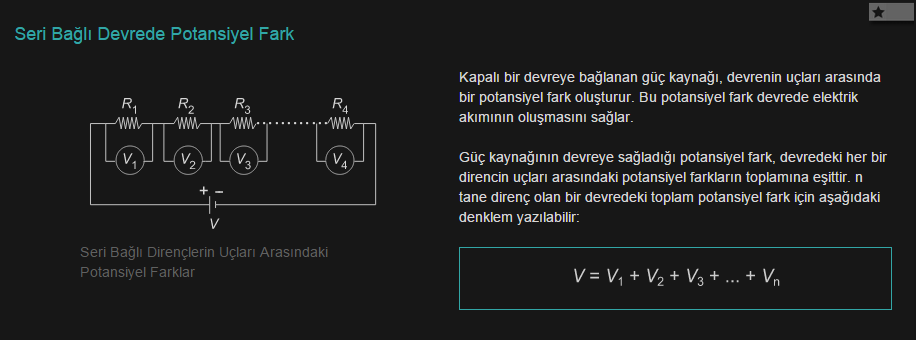 Seri Bağlı Devrede Potansiyel Fark
R1 R2 R3 R4
V1 V2 V3 V4
+ −
V
Seri Bağlı Dirençlerin Uçları Arasındaki
Potansiyel Farklar
Kapalı bir devreye bağlanan güç kaynağı, devrenin uçları arasında
bir potansiyel fark oluşturur. Bu potansiyel fark devrede elektrik
akımının oluşmasını sağlar.
Güç kaynağının devreye sağladığı potansiyel fark, devredeki her bir
direncin uçları arasındaki potansiyel farkların toplamına eşittir. n
tane direnç olan bir devredeki toplam potansiyel fark için aşağıdaki
denklem yazılabilir:
V = V1 + V2 + V3 + ... + Vn